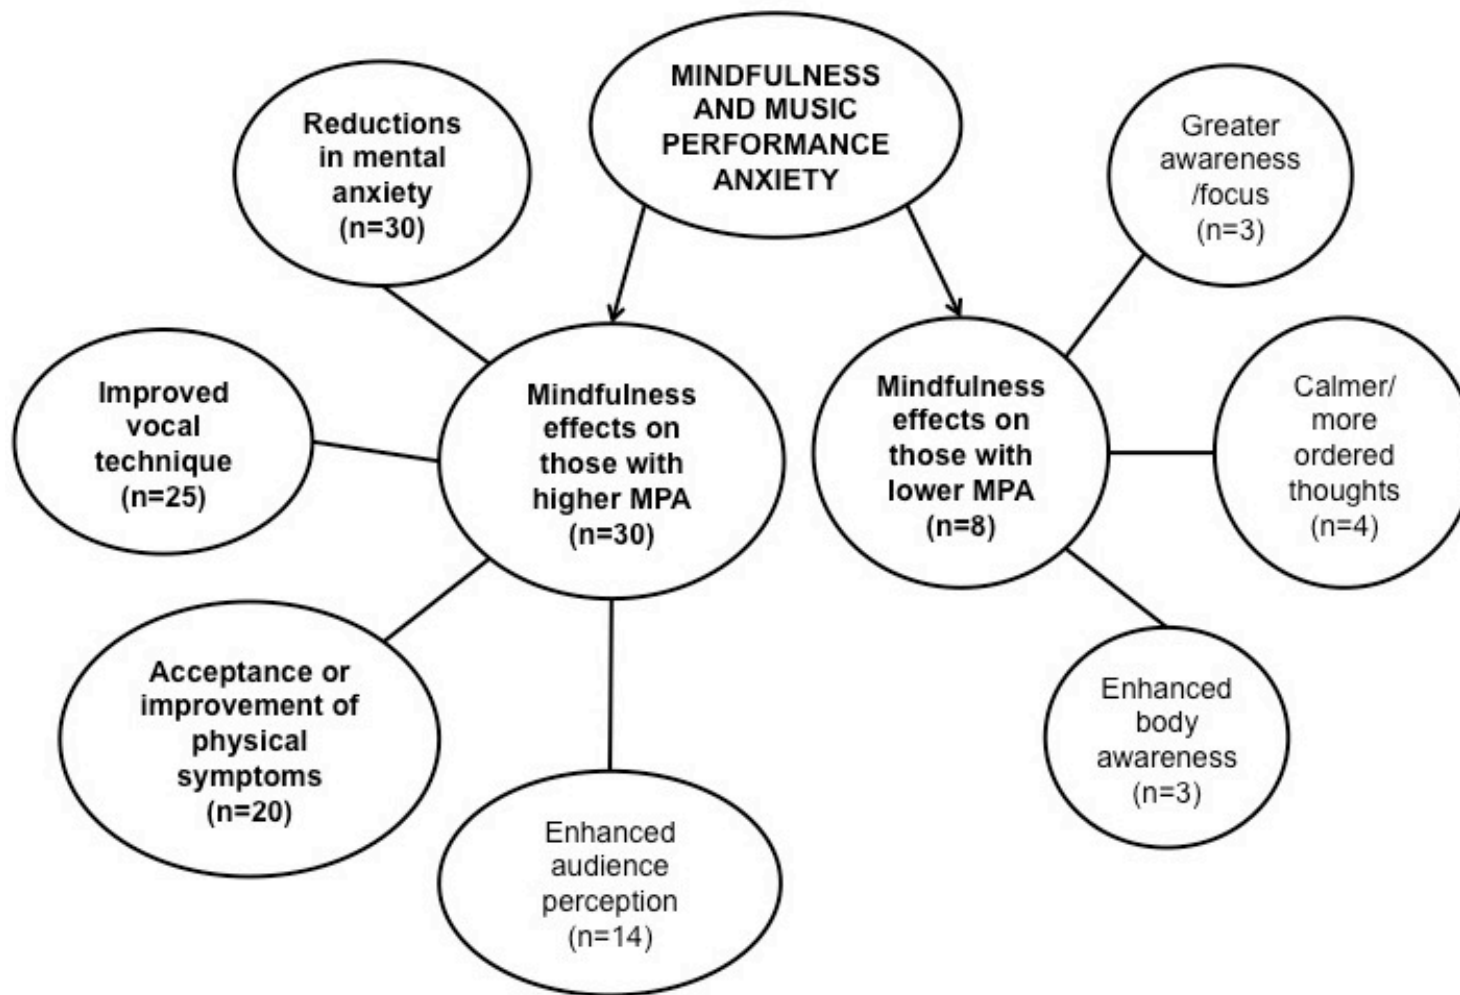 MINDFULNESS
AND MUSIC
PERFORMANCE
ANXIETY
Reductions
in mental
anxiety
(n=30)
Improved
vocal
technique
(n=25)
Acceptance or
improvement of
physical
symptoms
(n=20)
Enhanced
audience
perception
(n=14)
Mindfulness
effects on
those with
higher MPA
(n=30)
Mindfulness
effects on
those with
lower MPA
(n=8)
Greater
awareness
/focus
(n=3)
Calmer/
more
ordered
thoughts
(n=4)
Enhanced
body
awareness
(n=3)